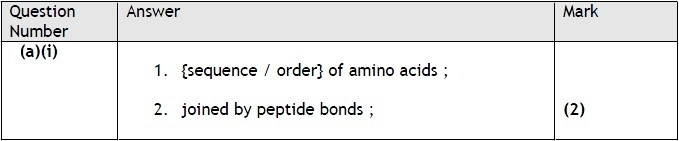 Question Number Answer Mark
(a)(i)
1. {sequence / order} of amino acids ;
2. joined by peptide bonds ; (2)